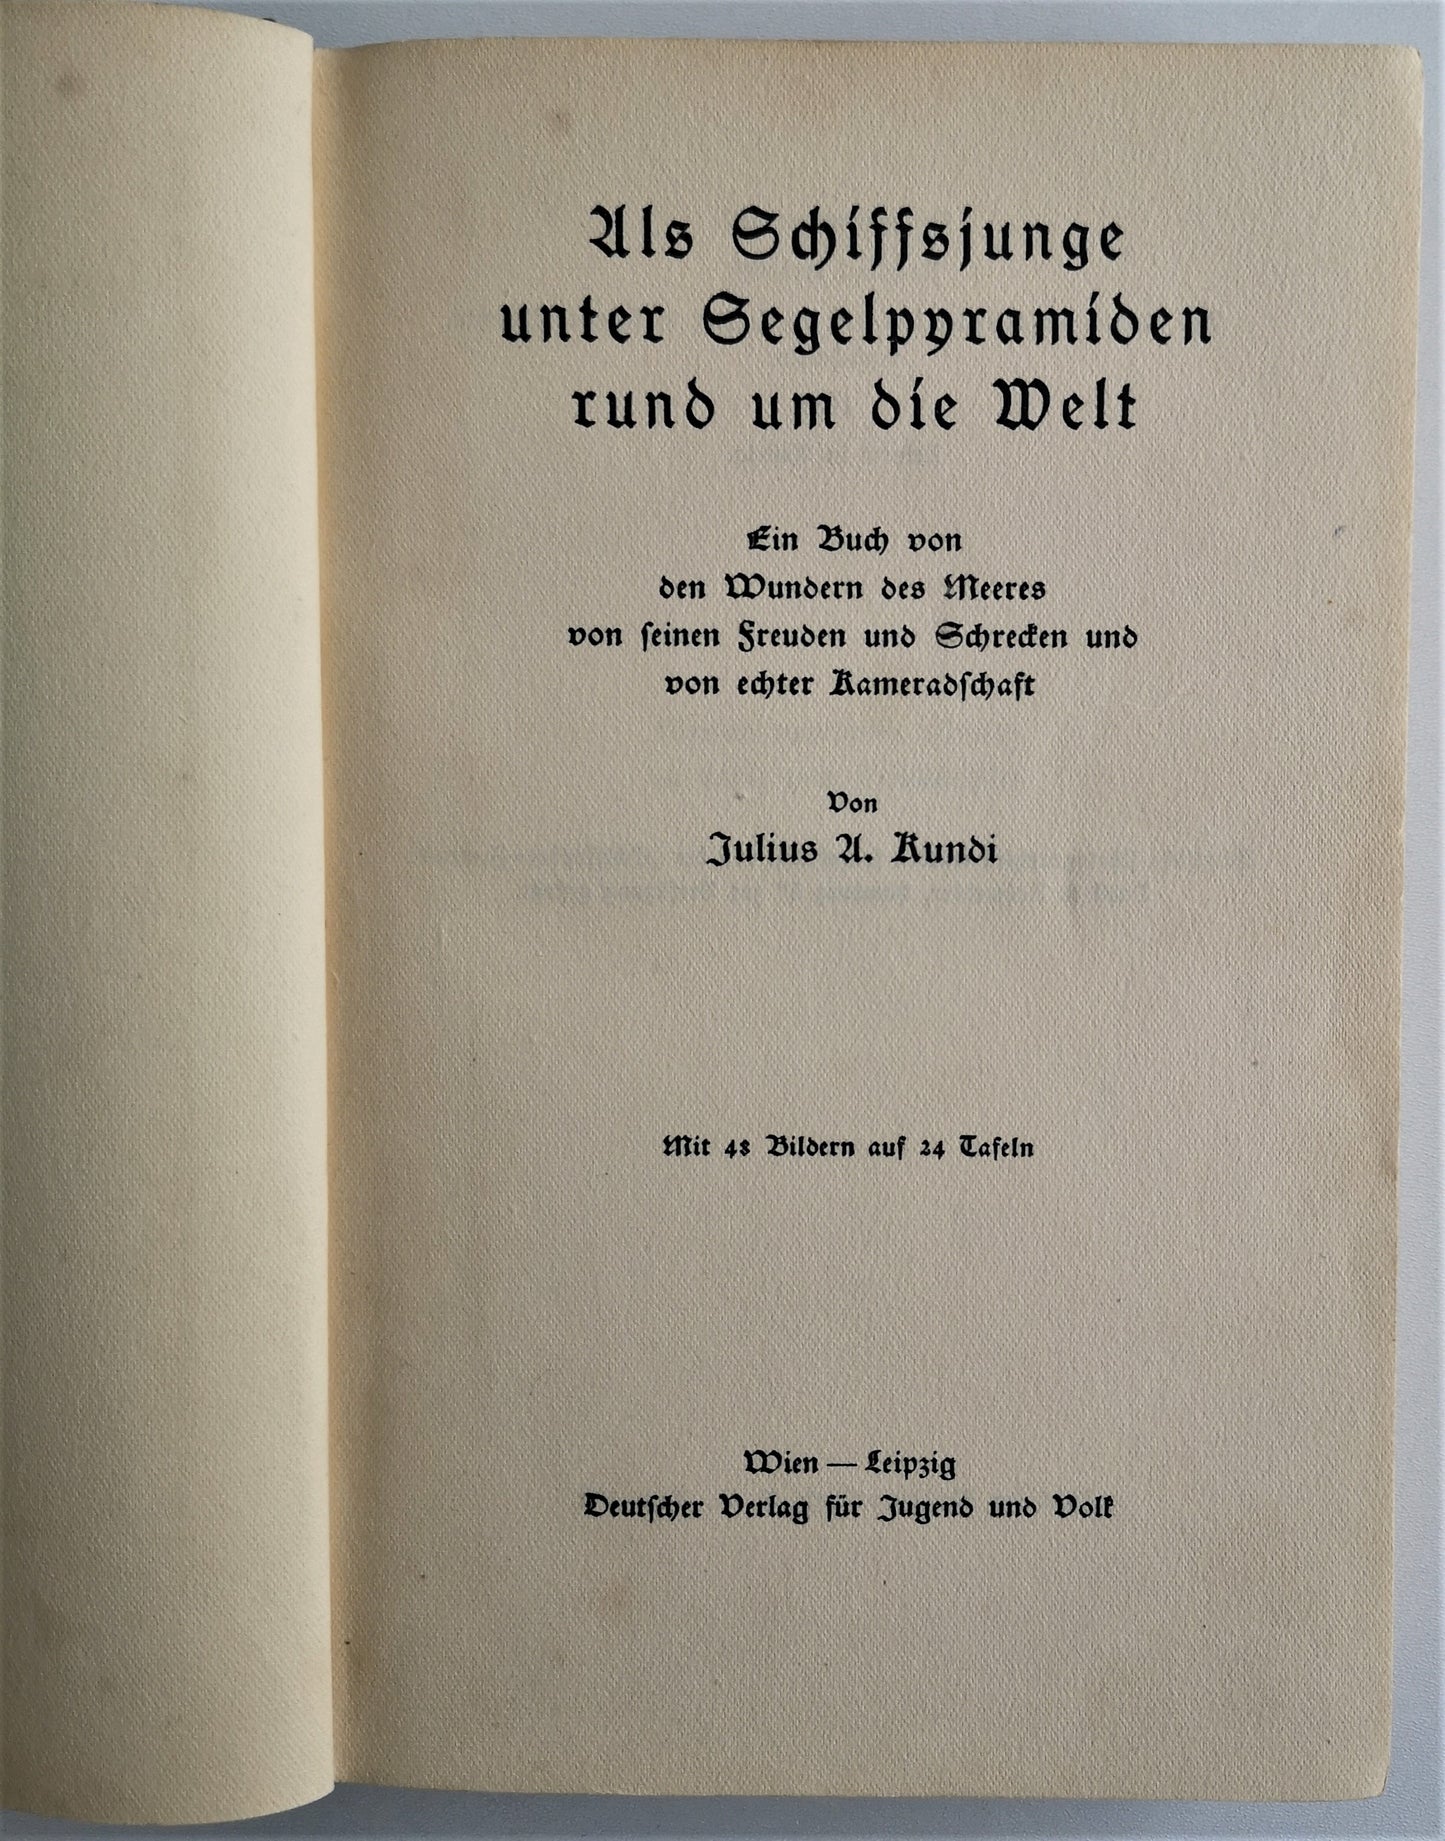 Als Schiffsjunge
unter Segelpyramiden
rund um die Welt
Ein Buch von
den Wundern des Meeres
von ſeinen Freuden und Schrecken und
von echter Kameradſchaft
Von
Julius A. Kundi
Mit 48 Bildern auf 24 Tafeln
Wien — Leipzig
Deutſcher Verlag für Jugend und Volk